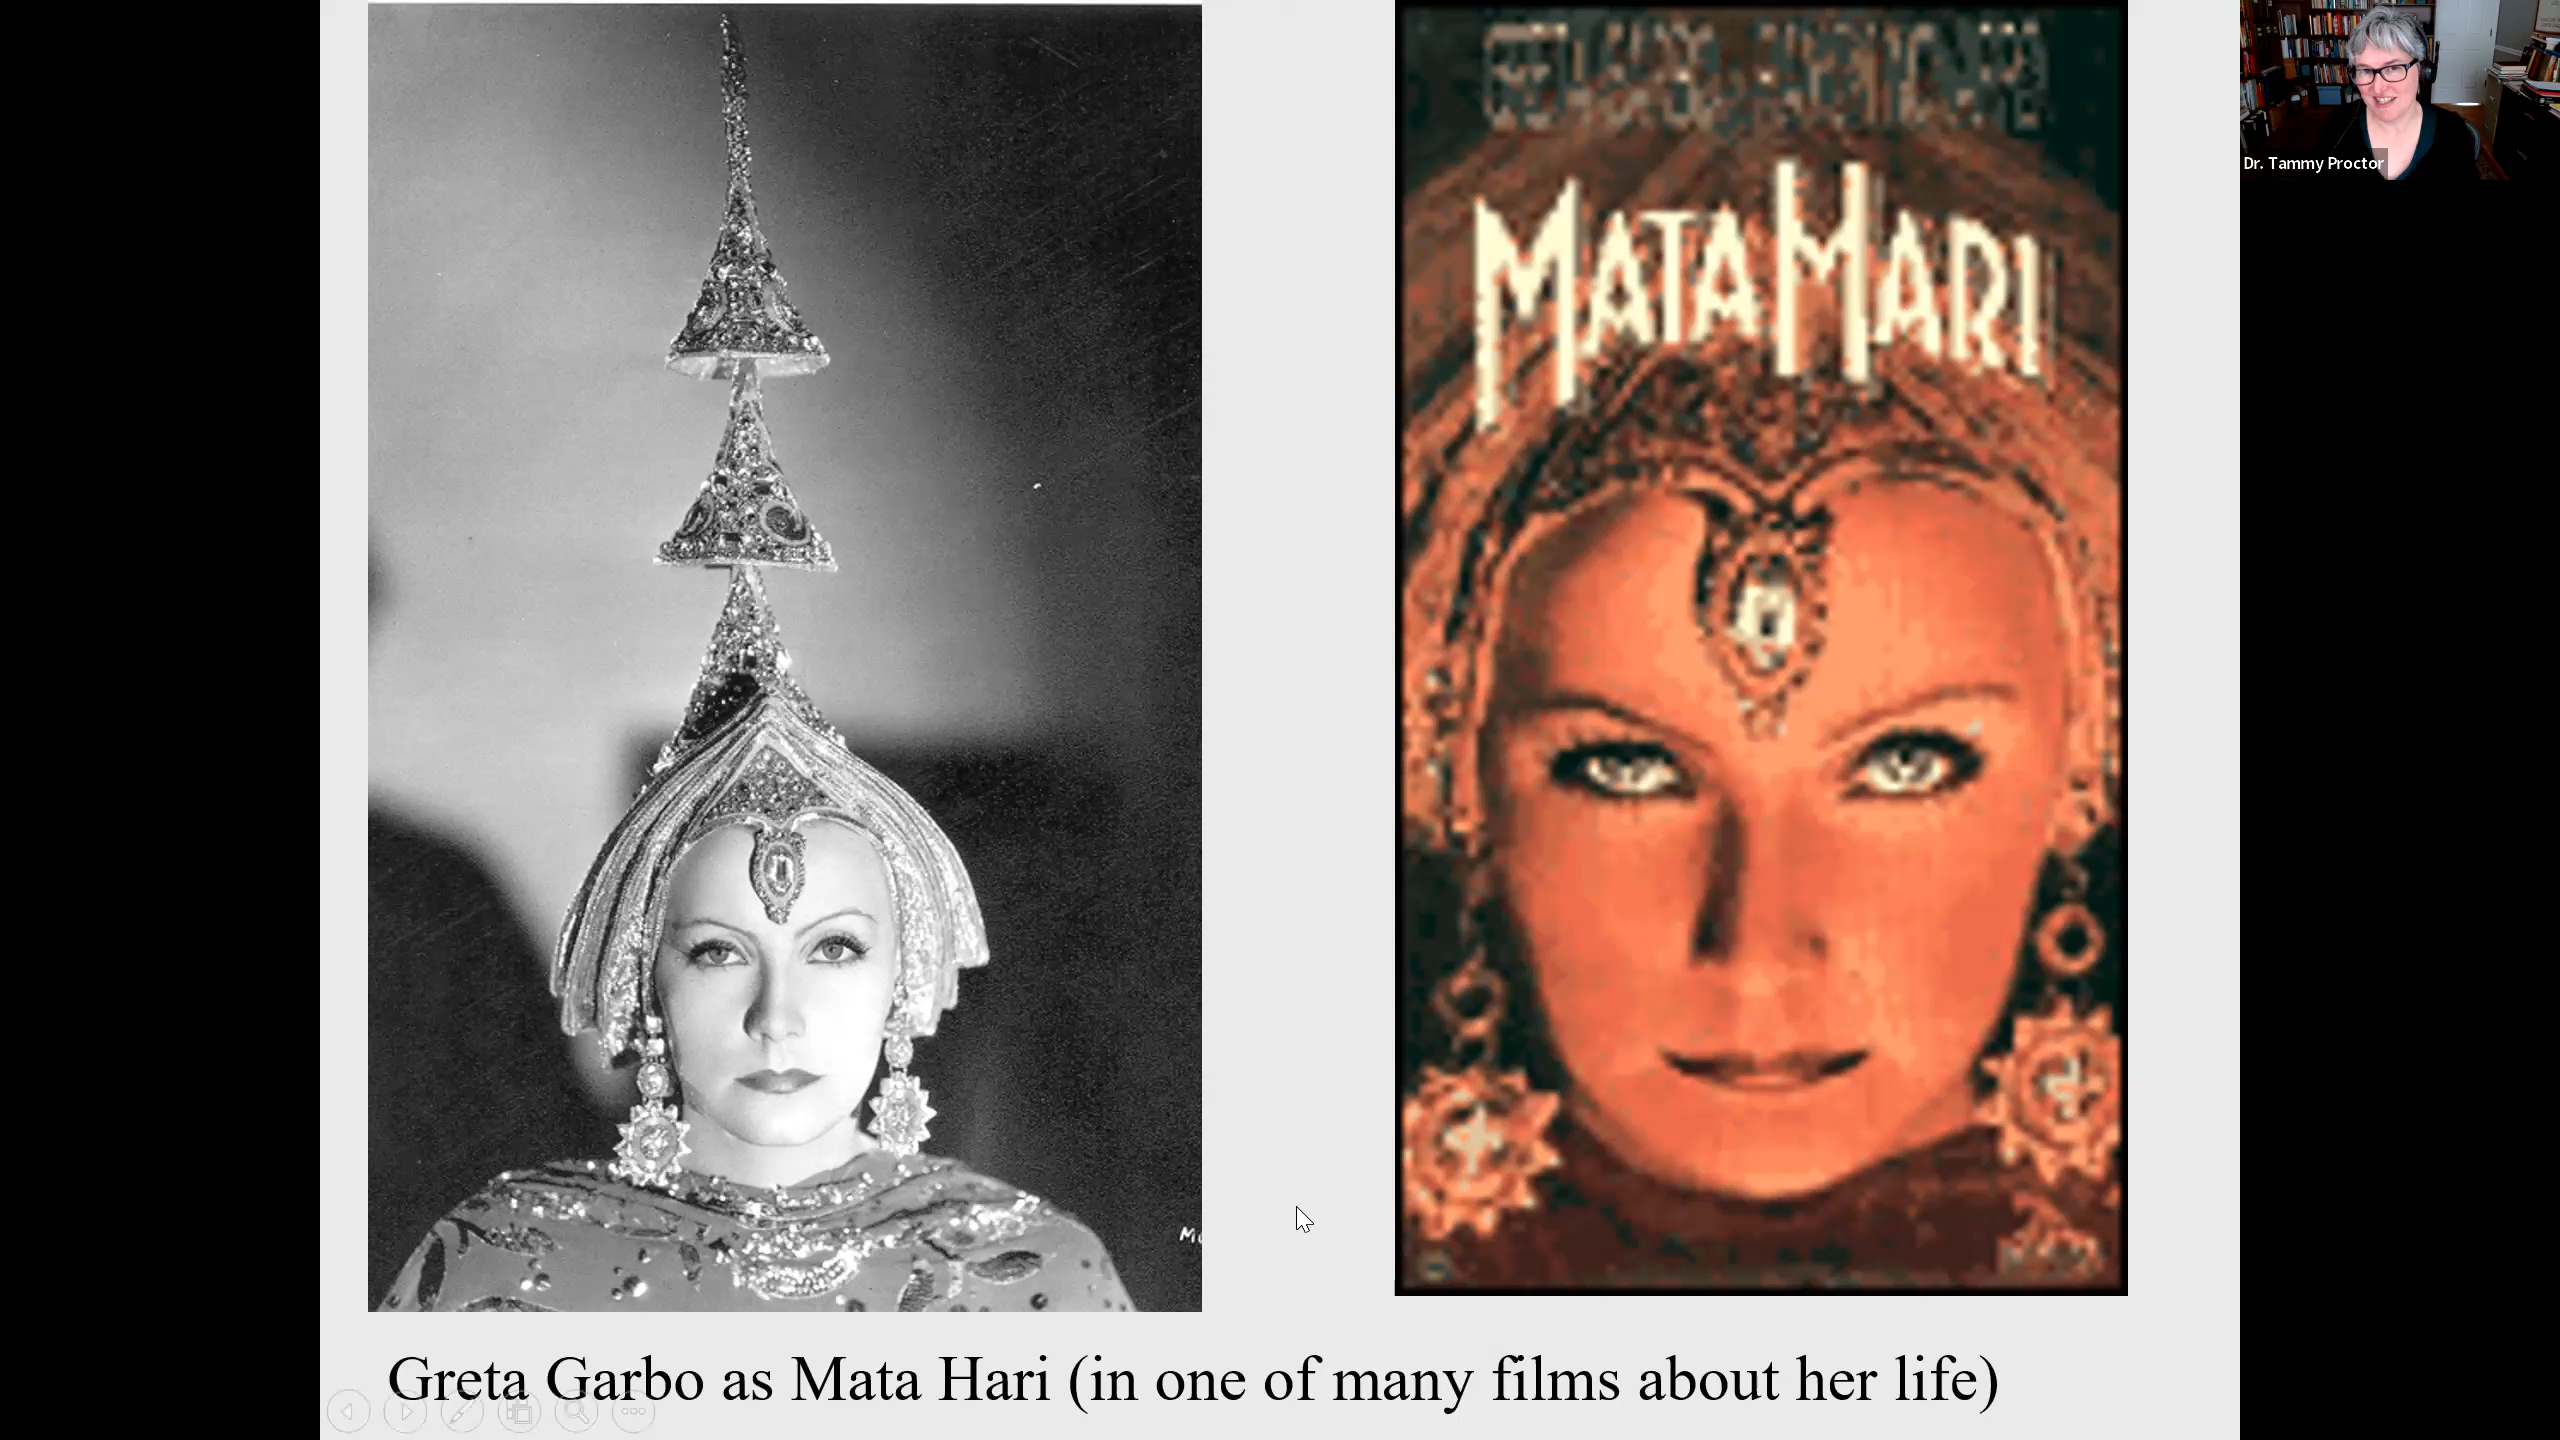 MATA HARI
Dr. Tammy Proctor
Greta Garbo as Mata Hari (in one of many films about her life)